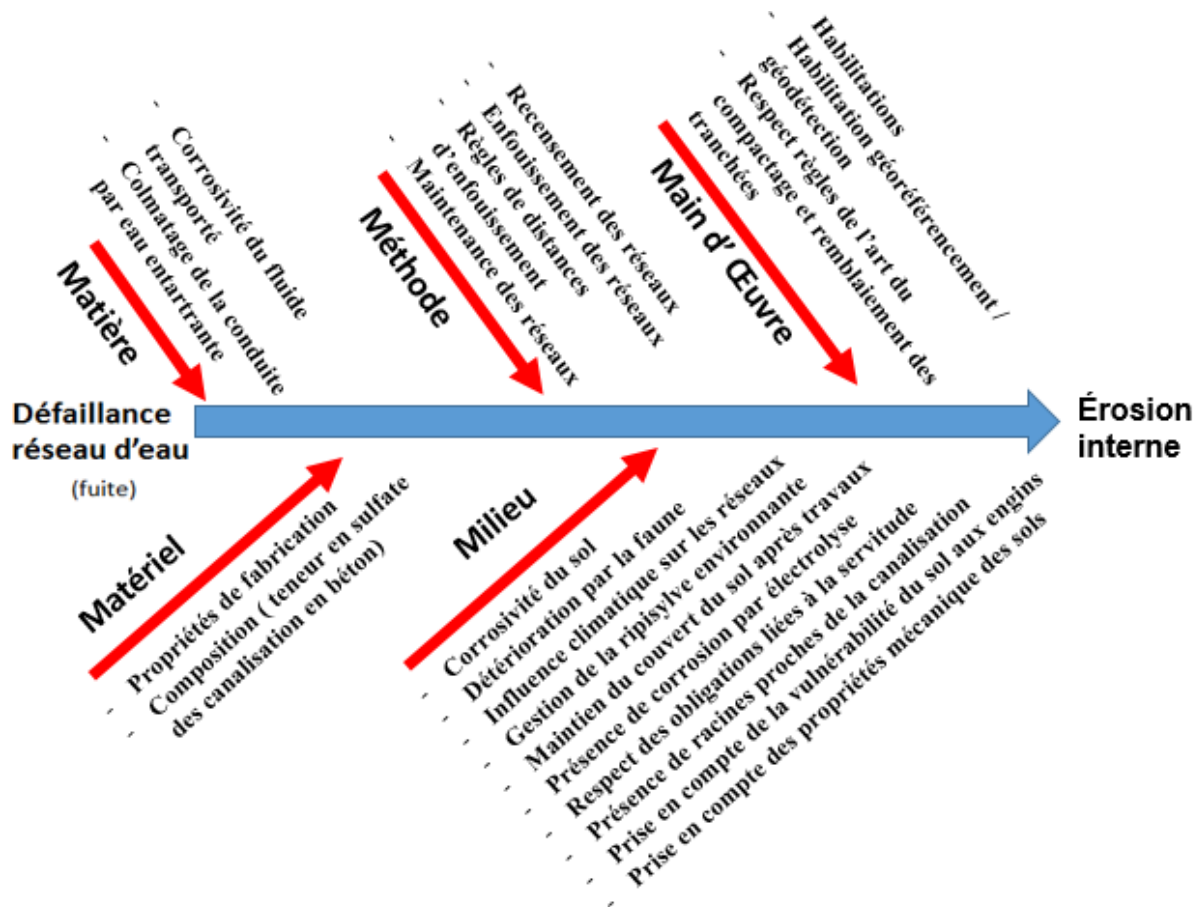 - Corrosivité du fluide
transporté
- Colmatage de la conduite
par eau entartrante
Matière
- Recensement des réseaux
- Enfouissement des réseaux
- Règles de distances
d'enfouissement
- Maintenance des réseaux
Méthode
- Habilitations
- Habilitation géoréférencement /
géodétection
- Respect règles de l'art du
compactage et remblaiement des
tranchées
Main d' Œuvre
Défaillance
réseau d'eau
(fuite)
Érosion
interne
Matériel
- Propriétés de fabrication
- Composition ( teneur en sulfate
des canalisation en béton)
Milieu
- Corrosivité du sol
- Détérioration par la faune
- Influence climatique sur les réseaux
- Gestion de la ripisylve environnante
- Maintien du couvert du sol après travaux
- Présence de corrosion par électrolyse
- Respect des obligations liées à la servitude
- Présence de racines proches de la canalisation
- Prise en compte de la vulnérabilité du sol aux engins
- Prise en compte des propriétés mécanique des sols